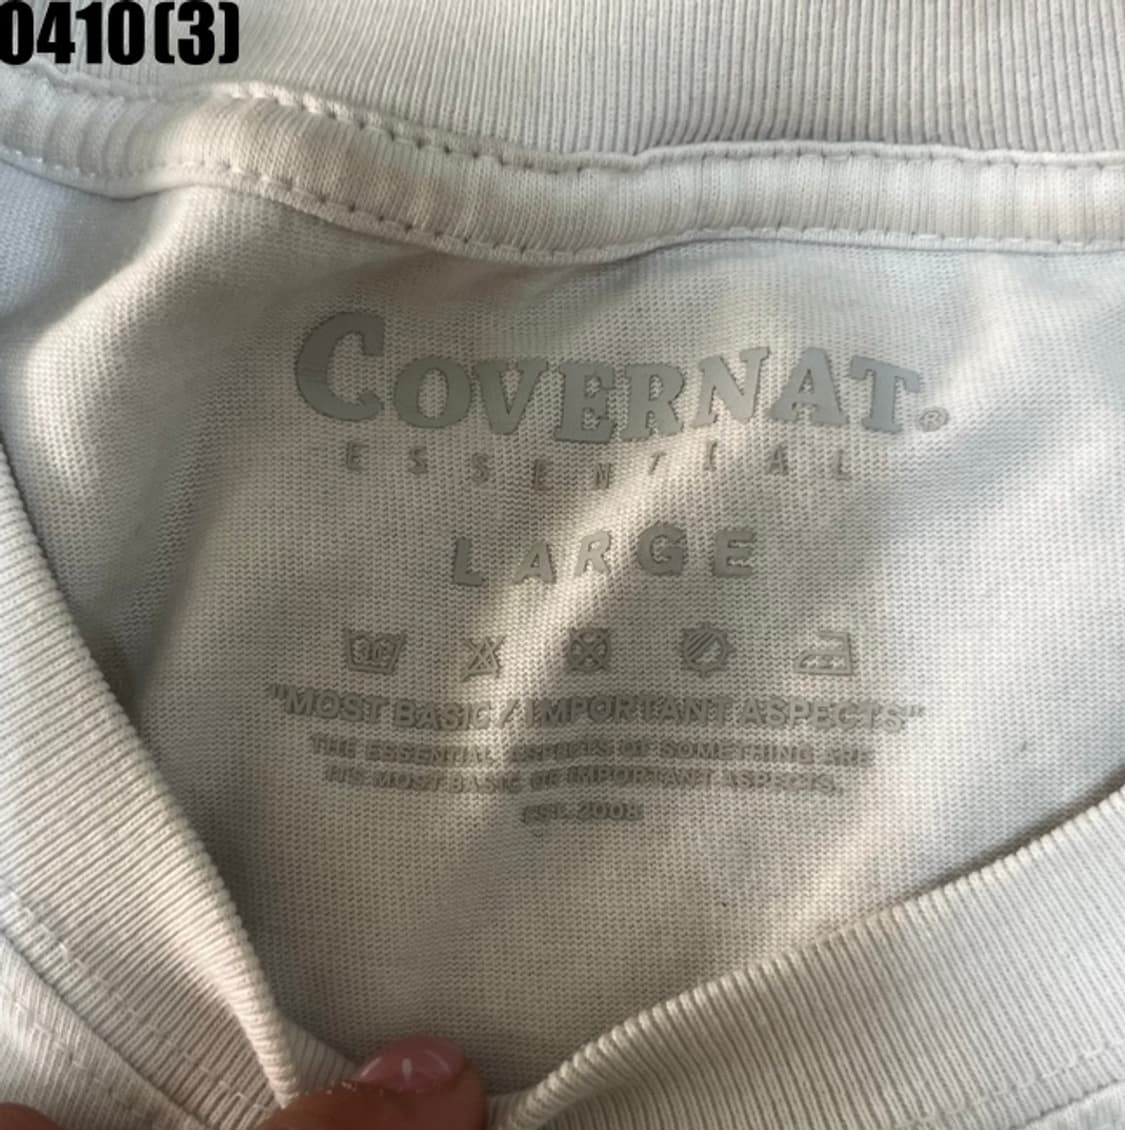 0410(3)
COVERNAT®
ESSENTIAL
LARGE
30
"MOST BASIC / IMPORTANT ASPECTS"
THE ESSENTIAL ASPECTS OF SOMETHING ARE
ITS MOST BASIC OR IMPORTANT ASPECTS.
EST. 2008